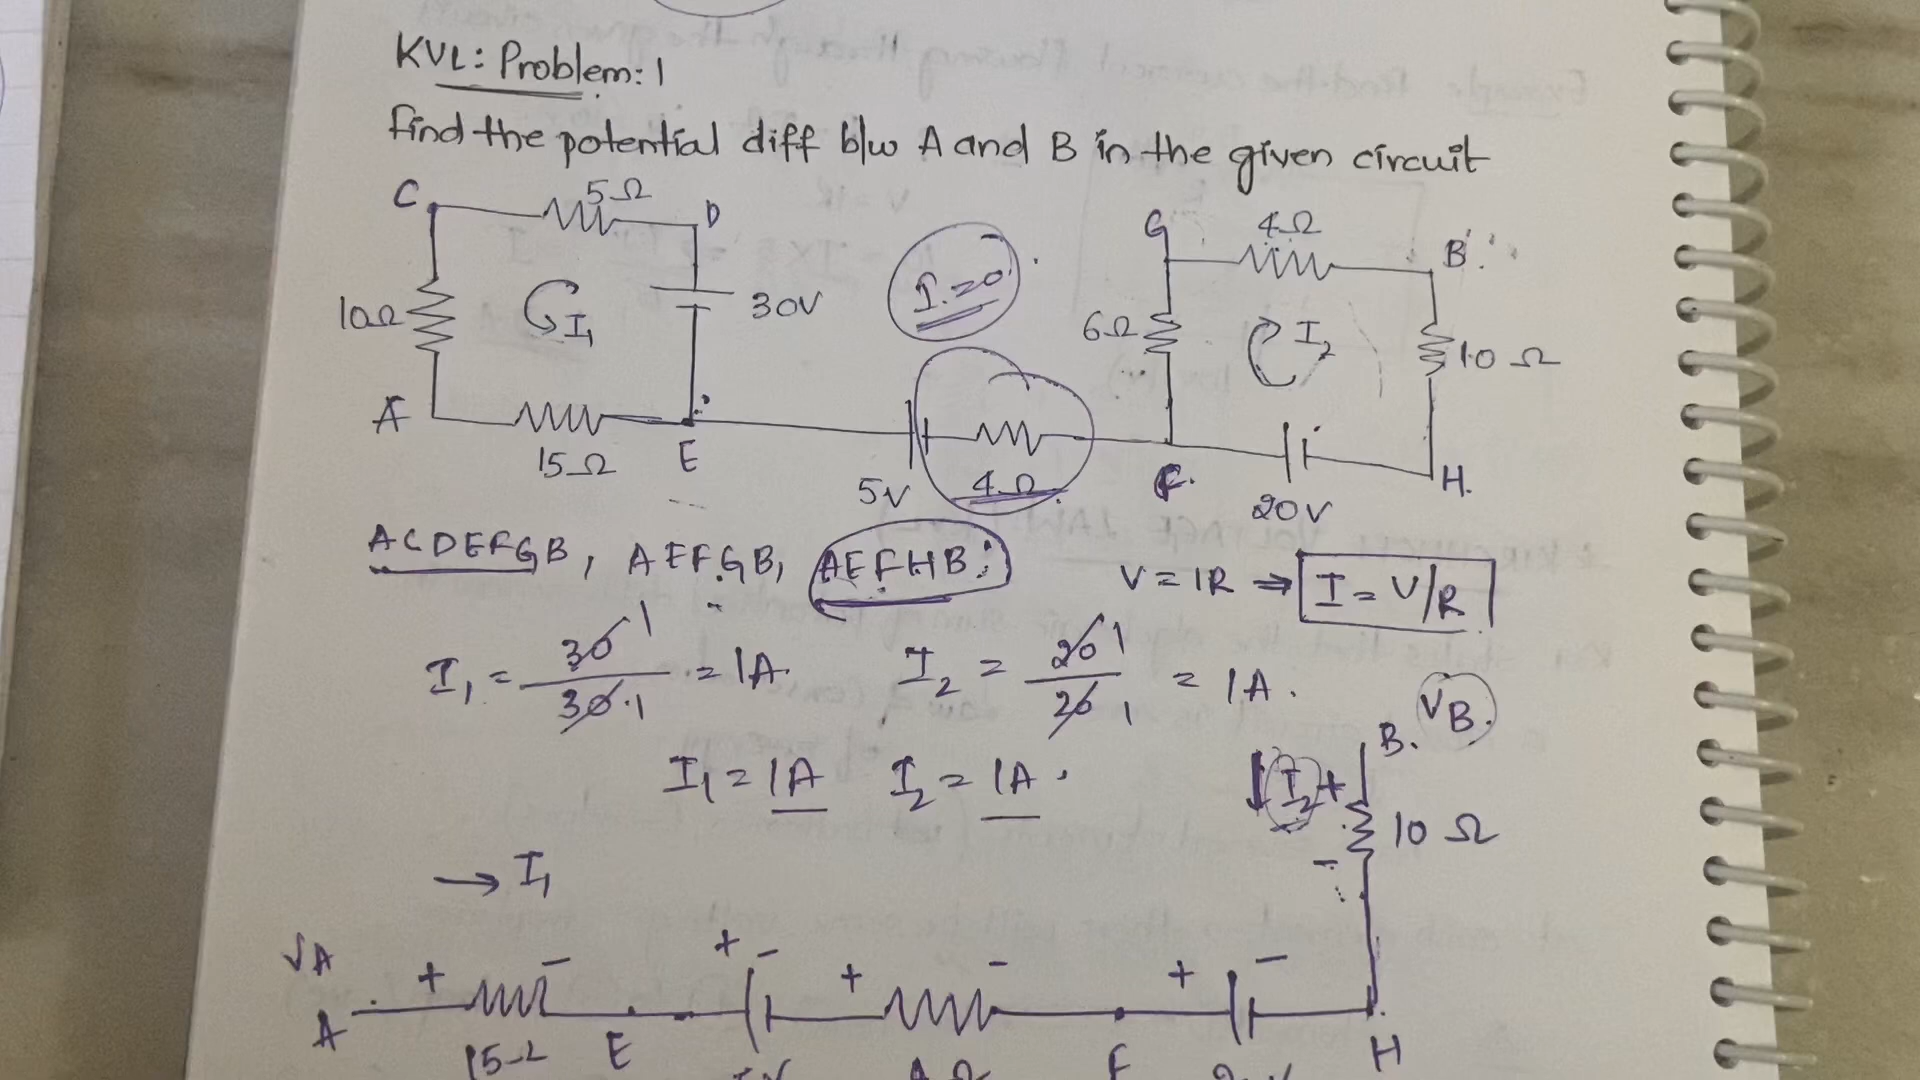 KVL: Problem: 1
Find the potential diff b/w A and B in the given circuit
C 5Ω D G 4Ω B
10Ω I₁ 30V I=0 6Ω I₂ 10Ω
A 15Ω E 5V 4Ω F 20V H
ACDEFGB, AEFGB, AEFHB:
V = IR ⇒ I = V/R
I₁ = 30/30 = 1A. I₂ = 20/20 = 1A.
I₁ = 1A I₂ = 1A.
B. VB.
I₂ + 10 Ω -
→ I₁
VA + - + - + - + -
A 15Ω E F H